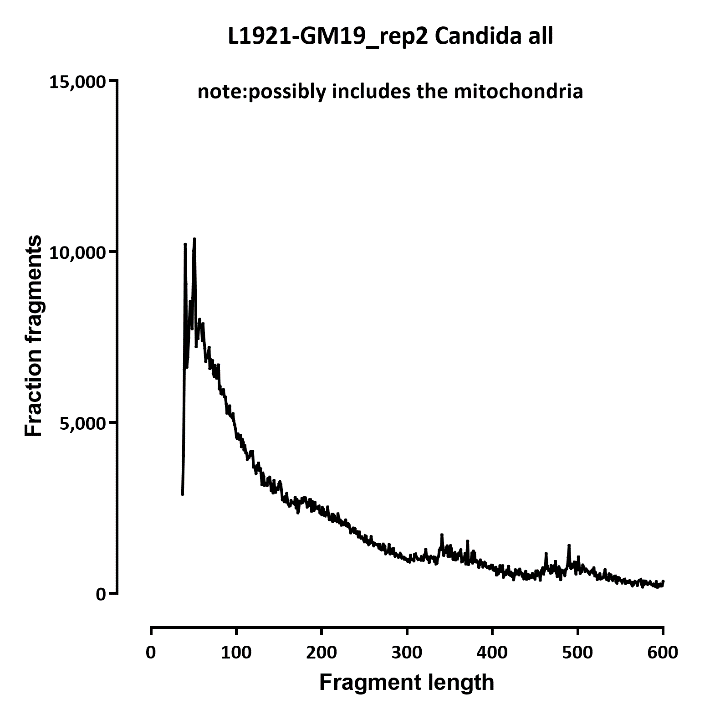 L1921-GM19_rep2 Candida all
note:possibly includes the mitochondria
15,000
10,000
5,000
0
Fraction fragments
0 100 200 300 400 500 600
Fragment length